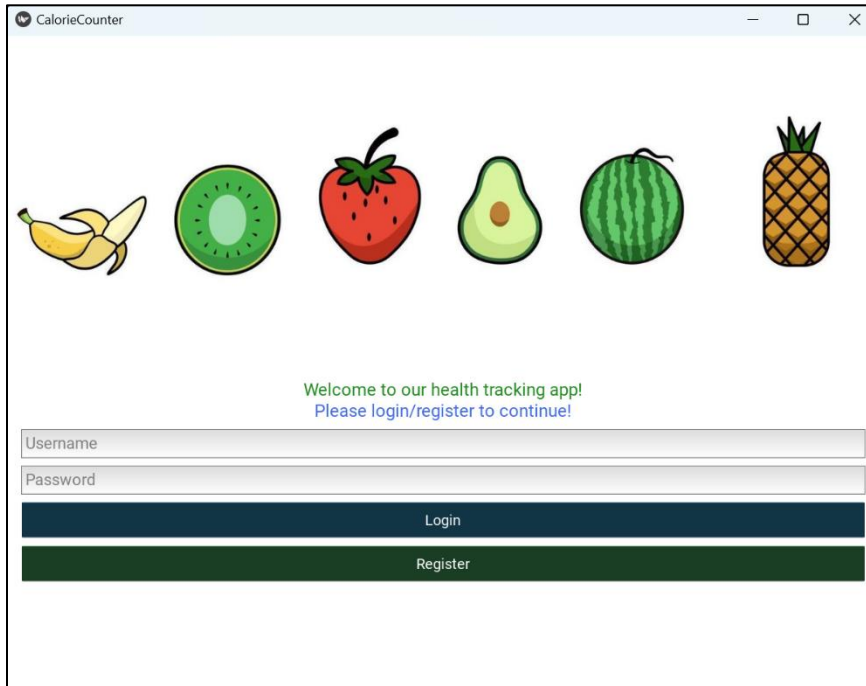 CalorieCounter
Welcome to our health tracking app!
Please login/register to continue!
Username
Password
Login
Register